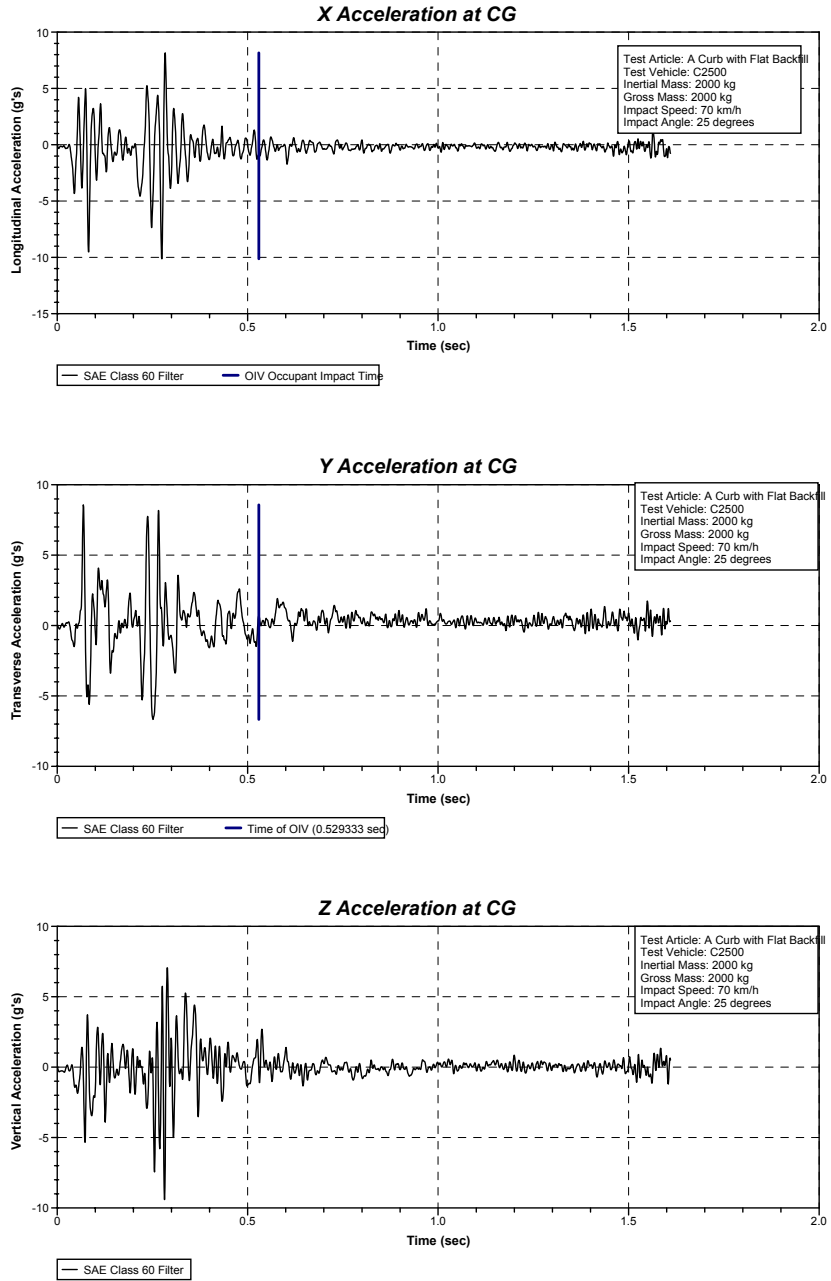 X Acceleration at CG
10
5
0
-5
-10
-15
Longitudinal Acceleration (g's)
Test Article: A Curb with Flat Backfill
Test Vehicle: C2500
Inertial Mass: 2000 kg
Gross Mass: 2000 kg
Impact Speed: 70 km/h
Impact Angle: 25 degrees
0 0.5 1.0 1.5 2.0
Time (sec)
SAE Class 60 Filter OIV Occupant Impact Time
Y Acceleration at CG
10
5
0
-5
-10
Transverse Acceleration (g's)
Test Article: A Curb with Flat Backfill
Test Vehicle: C2500
Inertial Mass: 2000 kg
Gross Mass: 2000 kg
Impact Speed: 70 km/h
Impact Angle: 25 degrees
0 0.5 1.0 1.5 2.0
Time (sec)
SAE Class 60 Filter Time of OIV (0.529333 sec)
Z Acceleration at CG
10
5
0
-5
-10
Vertical Acceleration (g's)
Test Article: A Curb with Flat Backfill
Test Vehicle: C2500
Inertial Mass: 2000 kg
Gross Mass: 2000 kg
Impact Speed: 70 km/h
Impact Angle: 25 degrees
0 0.5 1.0 1.5 2.0
Time (sec)
SAE Class 60 Filter